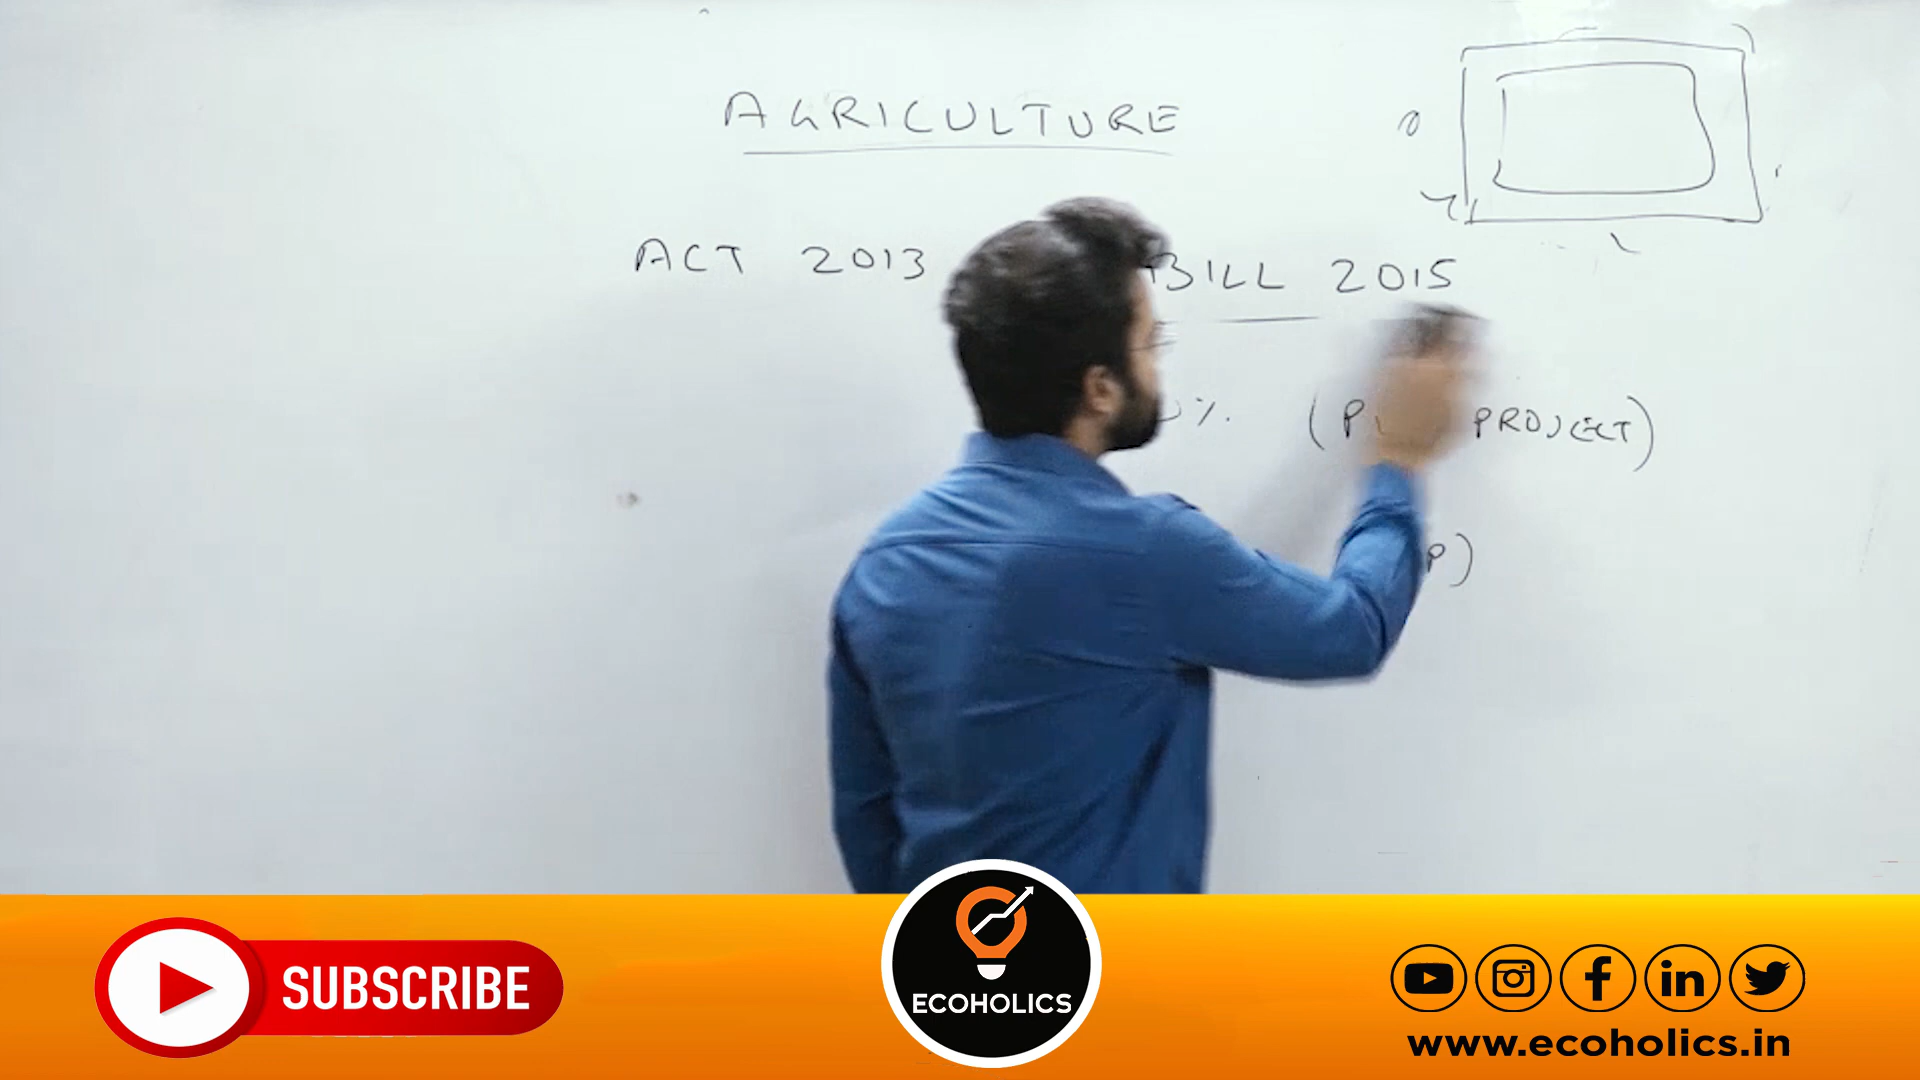 AGRICULTURE
ACT 2013 BILL 2015
% ( PROJECT)
P)
SUBSCRIBE
ECOHOLICS
www.ecoholics.in